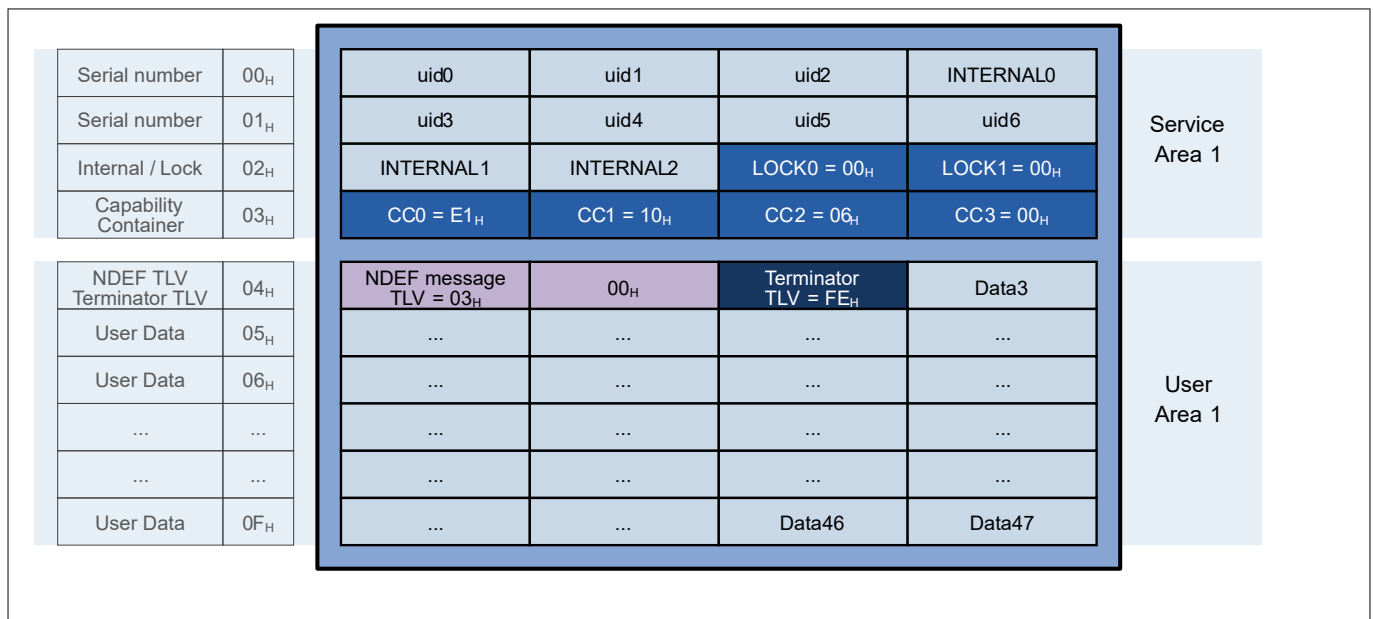 Serial number 00H uid0 uid1 uid2 INTERNAL0
Serial number 01H uid3 uid4 uid5 uid6
Service
Area 1
Internal / Lock 02H INTERNAL1 INTERNAL2 LOCK0 = 00H LOCK1 = 00H
Capability
Container 03H CC0 = E1H CC1 = 10H CC2 = 06H CC3 = 00H
NDEF TLV
Terminator TLV 04H
NDEF message
TLV = 03H
00H
Terminator
TLV = FEH
Data3
User Data 05H ... ... ... ...
User Data 06H ... ... ... ...
User
Area 1
... ... ... ... ... ...
... ... ... ... ... ...
User Data 0FH ... ... Data46 Data47